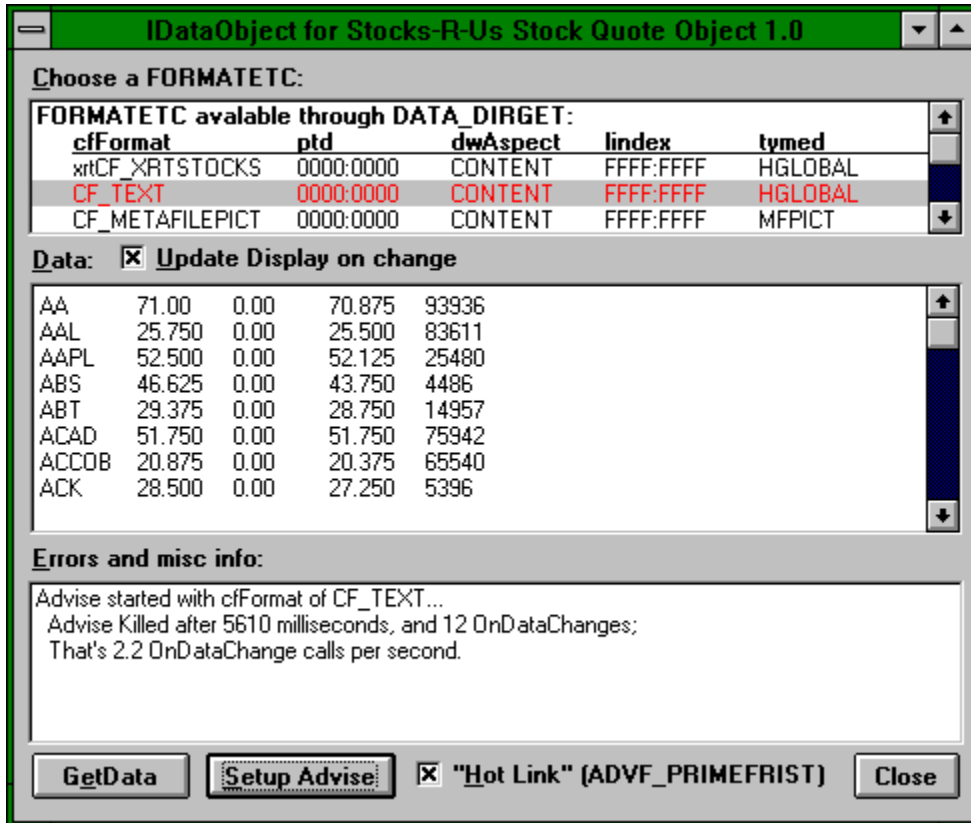 IDataObject for Stocks-R-Us Stock Quote Object 1.0
Choose a FORMATETC:
FORMATETC avalable through DATA_DIRGET:
cfFormat ptd dwAspect lindex tymed
xrtCF_XRTSTOCKS 0000:0000 CONTENT FFFF:FFFF HGLOBAL
CF_TEXT 0000:0000 CONTENT FFFF:FFFF HGLOBAL
CF_METAFILEPICT 0000:0000 CONTENT FFFF:FFFF MFPICT
Data: Update Display on change
AA 71.00 0.00 70.875 93936
AAL 25.750 0.00 25.500 83611
AAPL 52.500 0.00 52.125 25480
ABS 46.625 0.00 43.750 4486
ABT 29.375 0.00 28.750 14957
ACAD 51.750 0.00 51.750 75942
ACCOB 20.875 0.00 20.375 65540
ACK 28.500 0.00 27.250 5396
Errors and misc info:
Advise started with cfFormat of CF_TEXT...
Advise Killed after 5610 milliseconds, and 12 OnDataChanges;
That's 2.2 OnDataChange calls per second.
GetData Setup Advise "Hot Link" (ADVF_PRIMEFRIST) Close